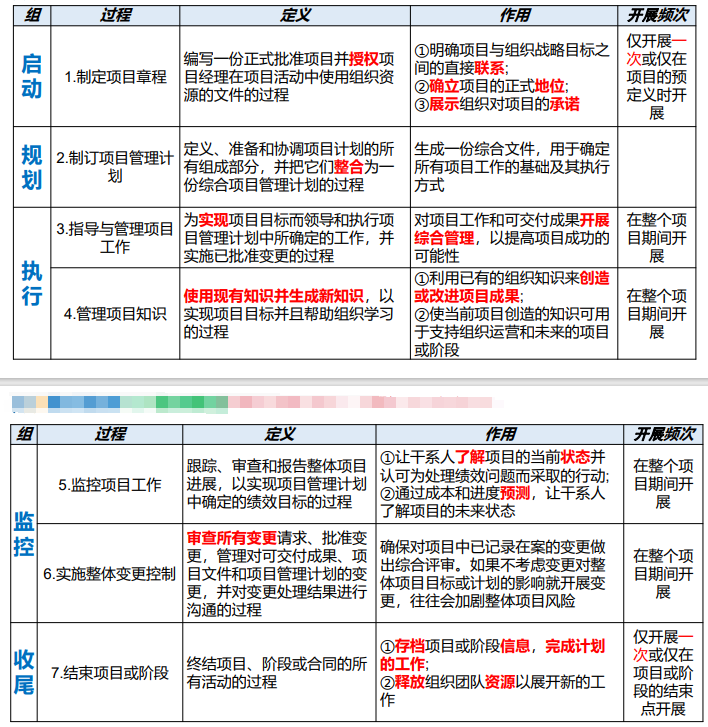 组 过程 定义 作用 开展频次
启
动
1.制定项目章程
编写一份正式批准项目并授权项
目经理在项目活动中使用组织资
源的文件的过程
①明确项目与组织战略目标之
间的直接联系;
②确立项目的正式地位;
③展示组织对项目的承诺
仅开展一
次或仅在
项目的预
定义时开
展
规
划
2.制订项目管理计
划
定义、准备和协调项目计划的所
有组成部分，并把它们整合为一
份综合项目管理计划的过程
生成一份综合文件，用于确定
所有项目工作的基础及其执行
方式
执
行
3.指导与管理项目
工作
为实现项目目标而领导和执行项
目管理计划中所确定的工作，并
实施已批准变更的过程
对项目工作和可交付成果开展
综合管理，以提高项目成功的
可能性
在整个项
目期间开
展
4.管理项目知识
使用现有知识并生成新知识，以
实现项目目标并且帮助组织学习
的过程
①利用已有的组织知识来创造
或改进项目成果;
②使当前项目创造的知识可用
于支持组织运营和未来的项目
或阶段
在整个项
目期间开
展
组 过程 定义 作用 开展频次
监
控
5.监控项目工作
跟踪、审查和报告整体项目
进展，以实现项目管理计划
中确定的绩效目标的过程
①让干系人了解项目的当前状态并
认可为处理绩效问题而采取的行动;
②通过成本和进度预测，让干系人
了解项目的未来状态
在整个项
目期间开
展
6.实施整体变更控制
审查所有变更请求、批准变
更，管理对可交付成果、项
目文件和项目管理计划的变
更，并对变更处理结果进行
沟通的过程
确保对项目中已记录在案的变更做
出综合评审。如果不考虑变更对整
体项目目标或计划的影响就开展变
更，往往会加剧整体项目风险
在整个项
目期间开
展
收
尾
7.结束项目或阶段
终结项目、阶段或合同的所
有活动的过程
①存档项目或阶段信息，完成计划
的工作;
②释放组织团队资源以展开新的工
作
仅开展一
次或仅在
项目或阶
段的结束
点开展